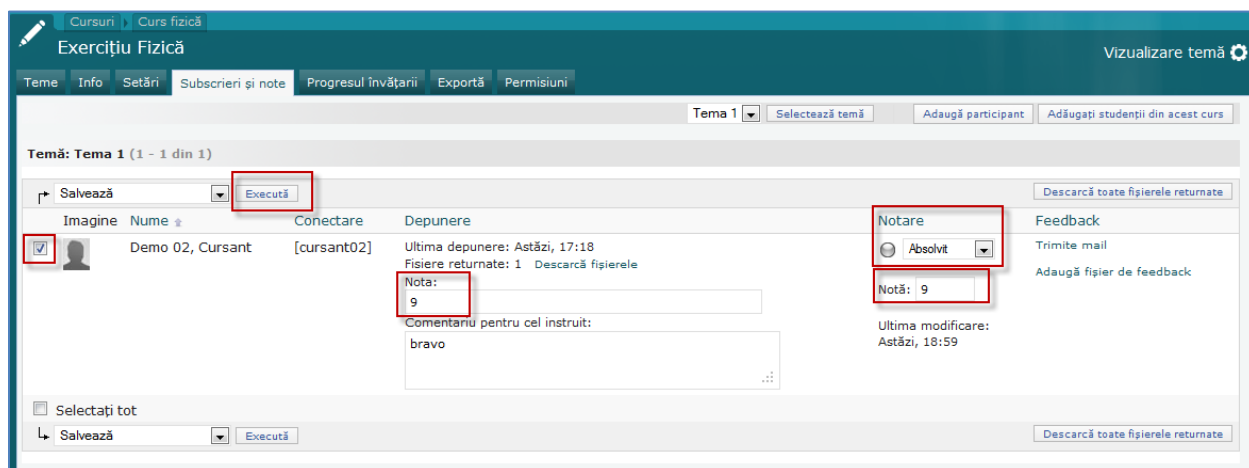 Cursuri Curs fizică
Exercițiu Fizică
Vizualizare temă
Teme Info Setări Subscrieri și note Progresul învățarii Exportă Permisiuni
Tema 1 Selectează temă Adaugă participant Adăugați studenții din acest curs
Temă: Tema 1 (1 - 1 din 1)
Salvează Execută Descarcă toate fișierele returnate
Imagine Nume Conectare Depunere Notare Feedback
Demo 02, Cursant [cursant02] Ultima depunere: Astăzi, 17:18 Absolvit Trimite mail
Fisiere returnate: 1 Descarcă fișierele
Adaugă fișier de feedback
Nota:
9
Notă: 9
Comentariu pentru cel instruit:
bravo
Ultima modificare:
Astăzi, 18:59
Selectați tot
Salvează Execută Descarcă toate fișierele returnate